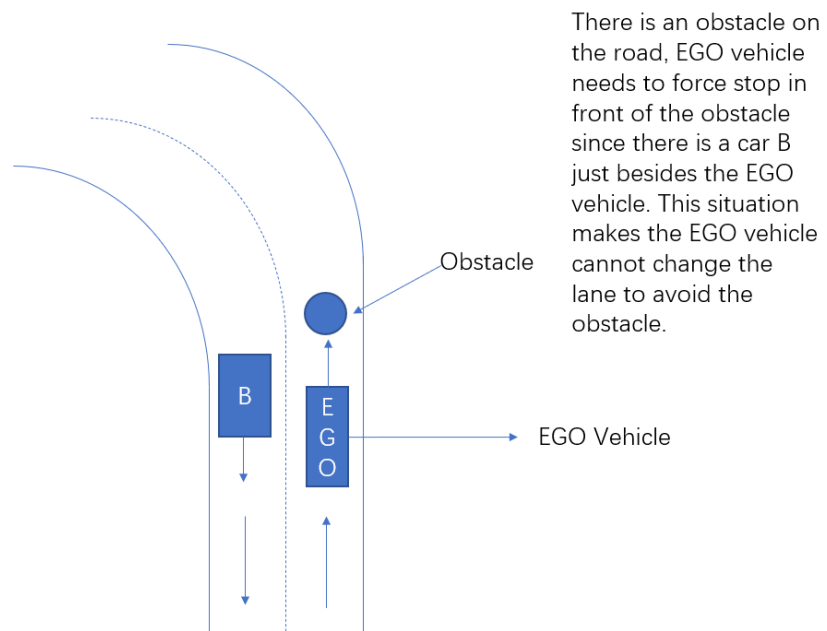 There is an obstacle on
the road, EGO vehicle
needs to force stop in
front of the obstacle
since there is a car B
just besides the EGO
vehicle. This situation
makes the EGO vehicle
cannot change the
lane to avoid the
obstacle.
Obstacle
B
E
G
O
EGO Vehicle